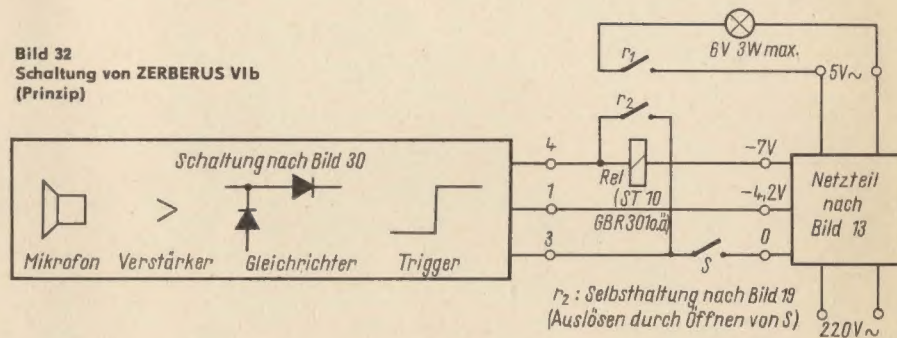 Bild 32
Schaltung von ZERBERUS VIb
(Prinzip)
6V 3W max.
r₁
5V~
r₂
4
Rel
(ST 10
GBR301o.ä)
-7V
Schaltung nach Bild 30
1
-4,2V
Netzteil
nach
Bild 13
>
3
S
0
Mikrofon Verstärker Gleichrichter Trigger
r₂ : Selbsthaltung nach Bild 19
(Auslösen durch Öffnen von S)
220V~